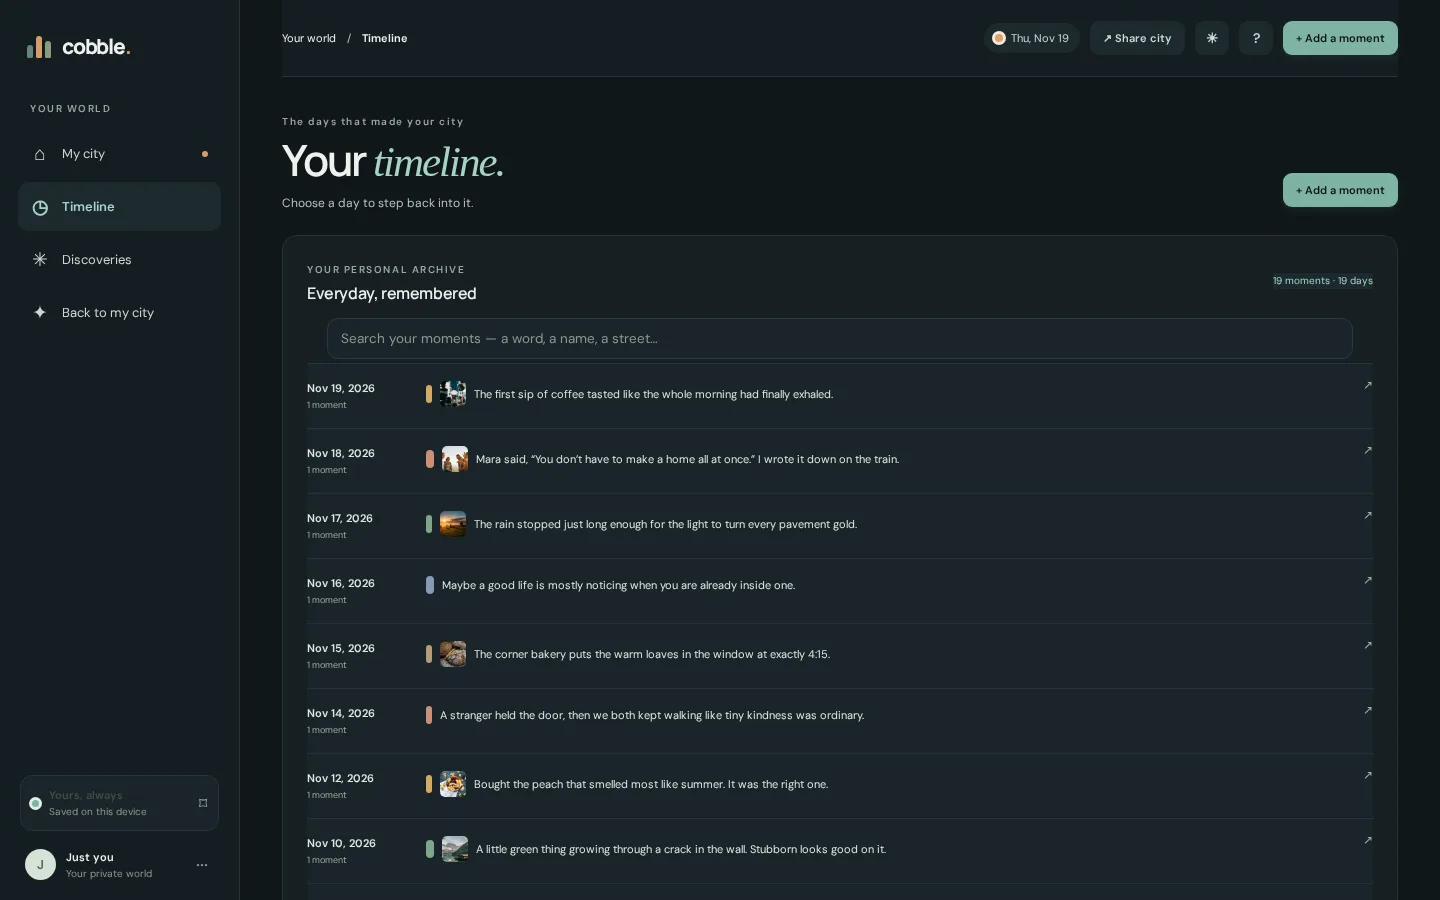 cobble.
YOUR WORLD
My city
Timeline
Discoveries
Back to my city
Yours, always
Saved on this device
J
Just you
Your private world
Your world / Timeline
Thu, Nov 19
↗ Share city
?
+ Add a moment
The days that made your city
Your timeline.
Choose a day to step back into it.
+ Add a moment
YOUR PERSONAL ARCHIVE
Everyday, remembered
19 moments · 19 days
Search your moments — a word, a name, a street...
Nov 19, 2026
1 moment
The first sip of coffee tasted like the whole morning had finally exhaled.
Nov 18, 2026
1 moment
Mara said, “You don’t have to make a home all at once.” I wrote it down on the train.
Nov 17, 2026
1 moment
The rain stopped just long enough for the light to turn every pavement gold.
Nov 16, 2026
1 moment
Maybe a good life is mostly noticing when you are already inside one.
Nov 15, 2026
1 moment
The corner bakery puts the warm loaves in the window at exactly 4:15.
Nov 14, 2026
1 moment
A stranger held the door, then we both kept walking like tiny kindness was ordinary.
Nov 12, 2026
1 moment
Bought the peach that smelled most like summer. It was the right one.
Nov 10, 2026
1 moment
A little green thing growing through a crack in the wall. Stubborn looks good on it.